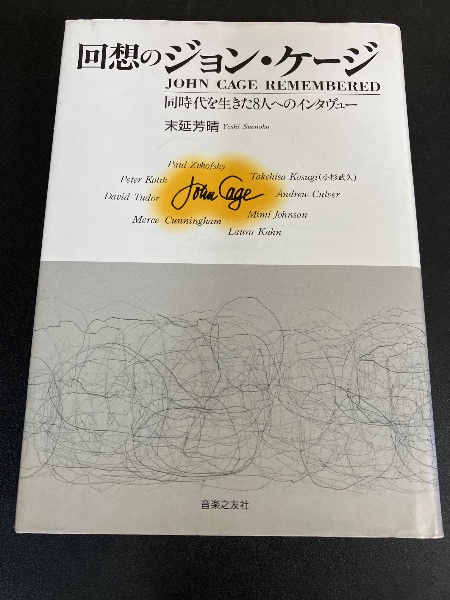 回想のジョン・ケージ
JOHN CAGE REMEMBERED
同時代を生きた8人へのインタヴュー
末延芳晴 Yoshi Suenobu
Paul Zukofsky
Peter Kotik
Takehisa Kosugi(小杉武久)
David Tudor
John Cage
Andrew Culver
Merce Cunningham
Mimi Johnson
Laura Kuhn
音楽之友社